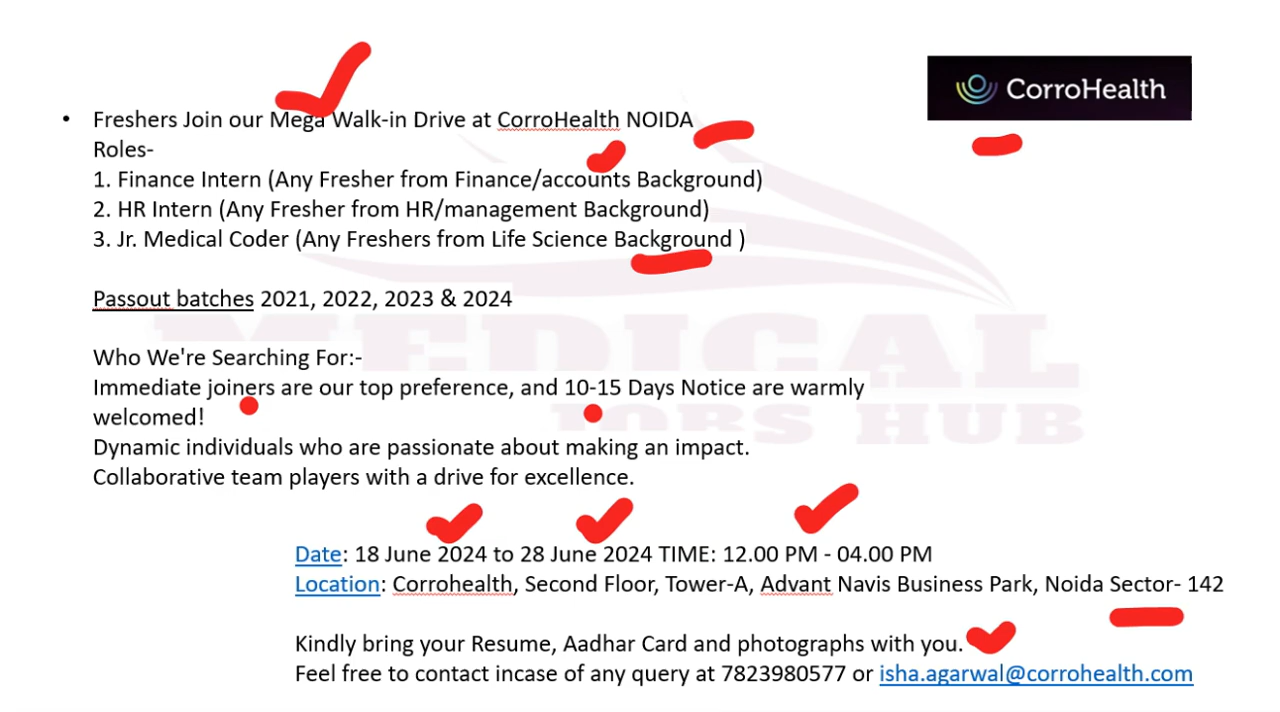 CorroHealth
• Freshers Join our Mega Walk-in Drive at CorroHealth NOIDA
Roles-
1. Finance Intern (Any Fresher from Finance/accounts Background)
2. HR Intern (Any Fresher from HR/management Background)
3. Jr. Medical Coder (Any Freshers from Life Science Background )
Passout batches 2021, 2022, 2023 & 2024
Who We're Searching For:-
Immediate joiners are our top preference, and 10-15 Days Notice are warmly
welcomed!
Dynamic individuals who are passionate about making an impact.
Collaborative team players with a drive for excellence.
MEDICAL
JOBS HUB
Date: 18 June 2024 to 28 June 2024 TIME: 12.00 PM - 04.00 PM
Location: Corrohealth, Second Floor, Tower-A, Advant Navis Business Park, Noida Sector- 142
Kindly bring your Resume, Aadhar Card and photographs with you.
Feel free to contact incase of any query at 7823980577 or isha.agarwal@corrohealth.com